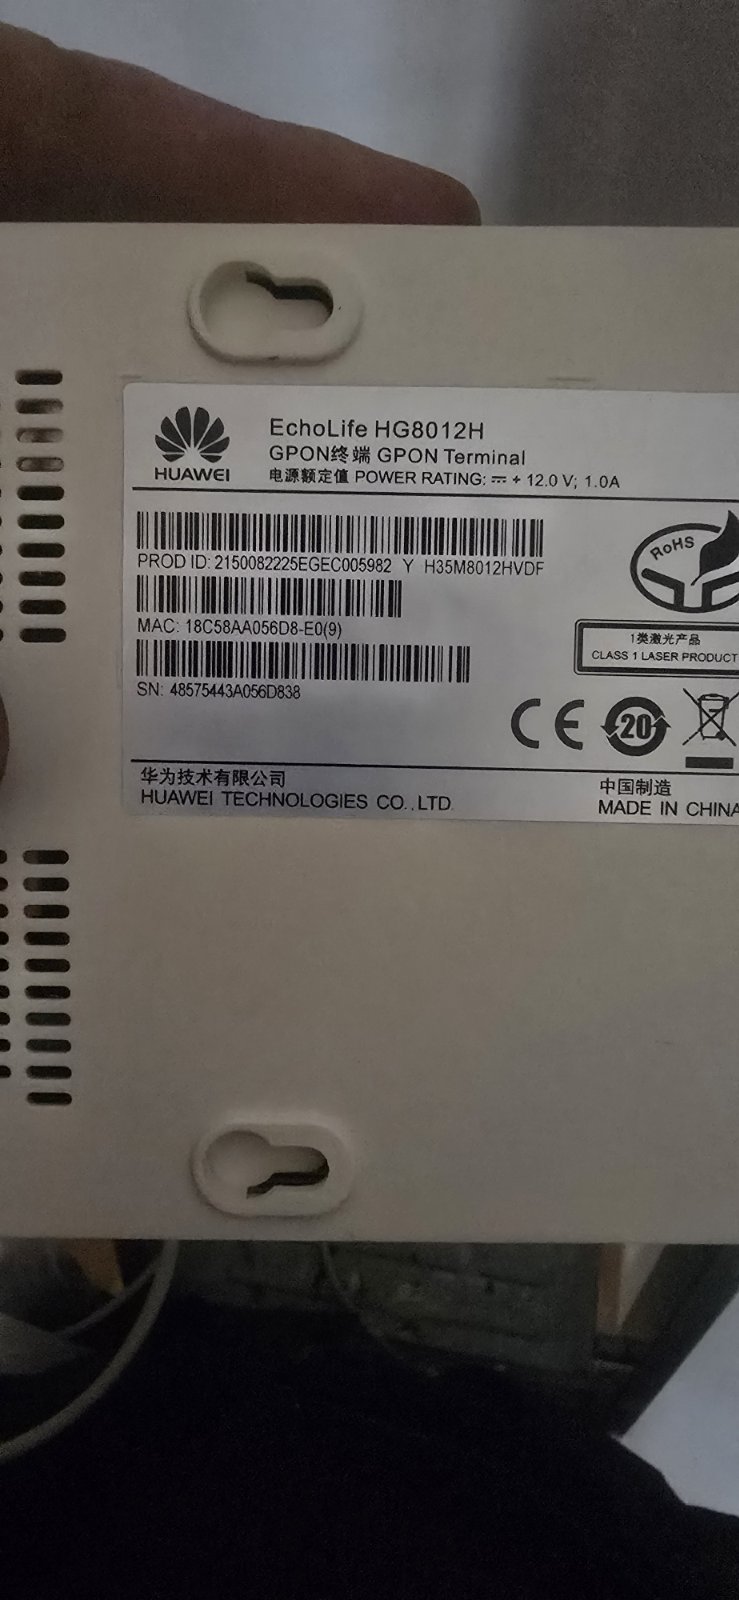 HUAWEI
EchoLife HG8012H
GPON终端 GPON Terminal
电源额定值 POWER RATING: ⎓ + 12.0 V; 1.0A
PROD ID: 2150082225EGEC005982 Y H35M8012HVDF
MAC: 18C58AA056D8-E0(9)
SN: 48575443A056D838
RoHS
1类激光产品
CLASS 1 LASER PRODUCT
CE
20
华为技术有限公司
HUAWEI TECHNOLOGIES CO.,LTD
中国制造
MADE IN CHINA